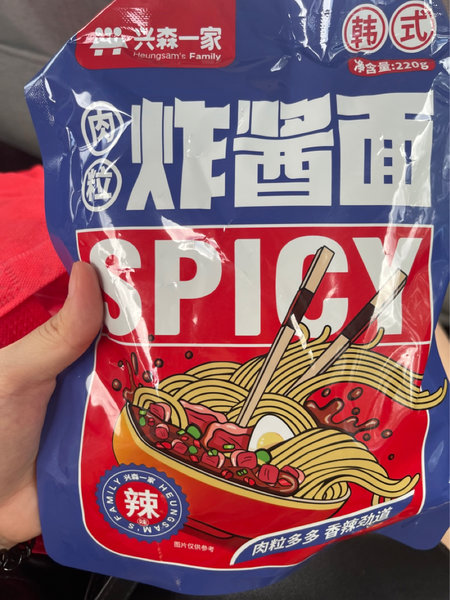 兴森一家
Heungsam's Family
韩式
净含量:220g
肉粒
炸酱面
SPICY
兴森一家
HEUNGSAM'S FAMILY
辣
味
图片仅供参考
肉粒多多 香辣劲道